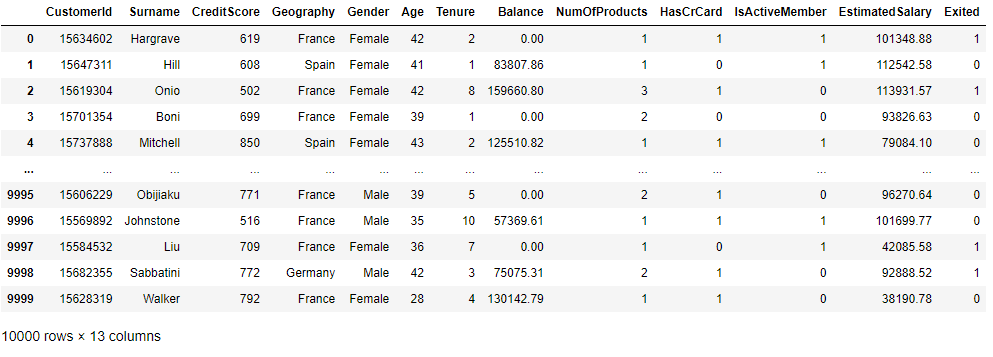 CustomerId Surname CreditScore Geography Gender Age Tenure Balance NumOfProducts HasCrCard IsActiveMember EstimatedSalary Exited
0 15634602 Hargrave 619 France Female 42 2 0.00 1 1 1 101348.88 1
1 15647311 Hill 608 Spain Female 41 1 83807.86 1 0 1 112542.58 0
2 15619304 Onio 502 France Female 42 8 159660.80 3 1 0 113931.57 1
3 15701354 Boni 699 France Female 39 1 0.00 2 0 0 93826.63 0
4 15737888 Mitchell 850 Spain Female 43 2 125510.82 1 1 1 79084.10 0
... ... ... ... ... ... ... ... ... ... ... ... ... ...
9995 15606229 Obijiaku 771 France Male 39 5 0.00 2 1 0 96270.64 0
9996 15569892 Johnstone 516 France Male 35 10 57369.61 1 1 1 101699.77 0
9997 15584532 Liu 709 France Female 36 7 0.00 1 0 1 42085.58 1
9998 15682355 Sabbatini 772 Germany Male 42 3 75075.31 2 1 0 92888.52 1
9999 15628319 Walker 792 France Female 28 4 130142.79 1 1 0 38190.78 0
10000 rows × 13 columns